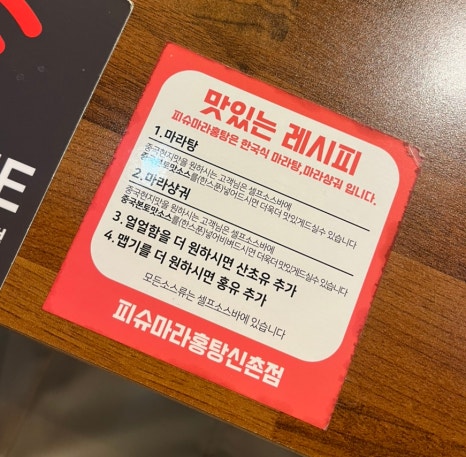 맛있는 레시피
피슈마라홍탕은 한국식 마라탕,마라샹궈 입니다.
1. 마라탕
중국현지맛을 원하시는 고객님은 셀프소스바에
중국본토맛소스를(한스푼)넣어드시면 더욱더 맛있게드실수 있습니다
2. 마라샹궈
중국현지맛을 원하시는 고객님은 셀프소스바에
중국본토맛소스를(한스푼)넣어비벼드시면 더욱더 맛있게드실수 있습니다
3. 얼얼함을 더 원하시면 산초유 추가
4. 맵기를 더 원하시면 홍유 추가
모든소스류는 셀프소스바에 있습니다
피슈마라홍탕신촌점
E